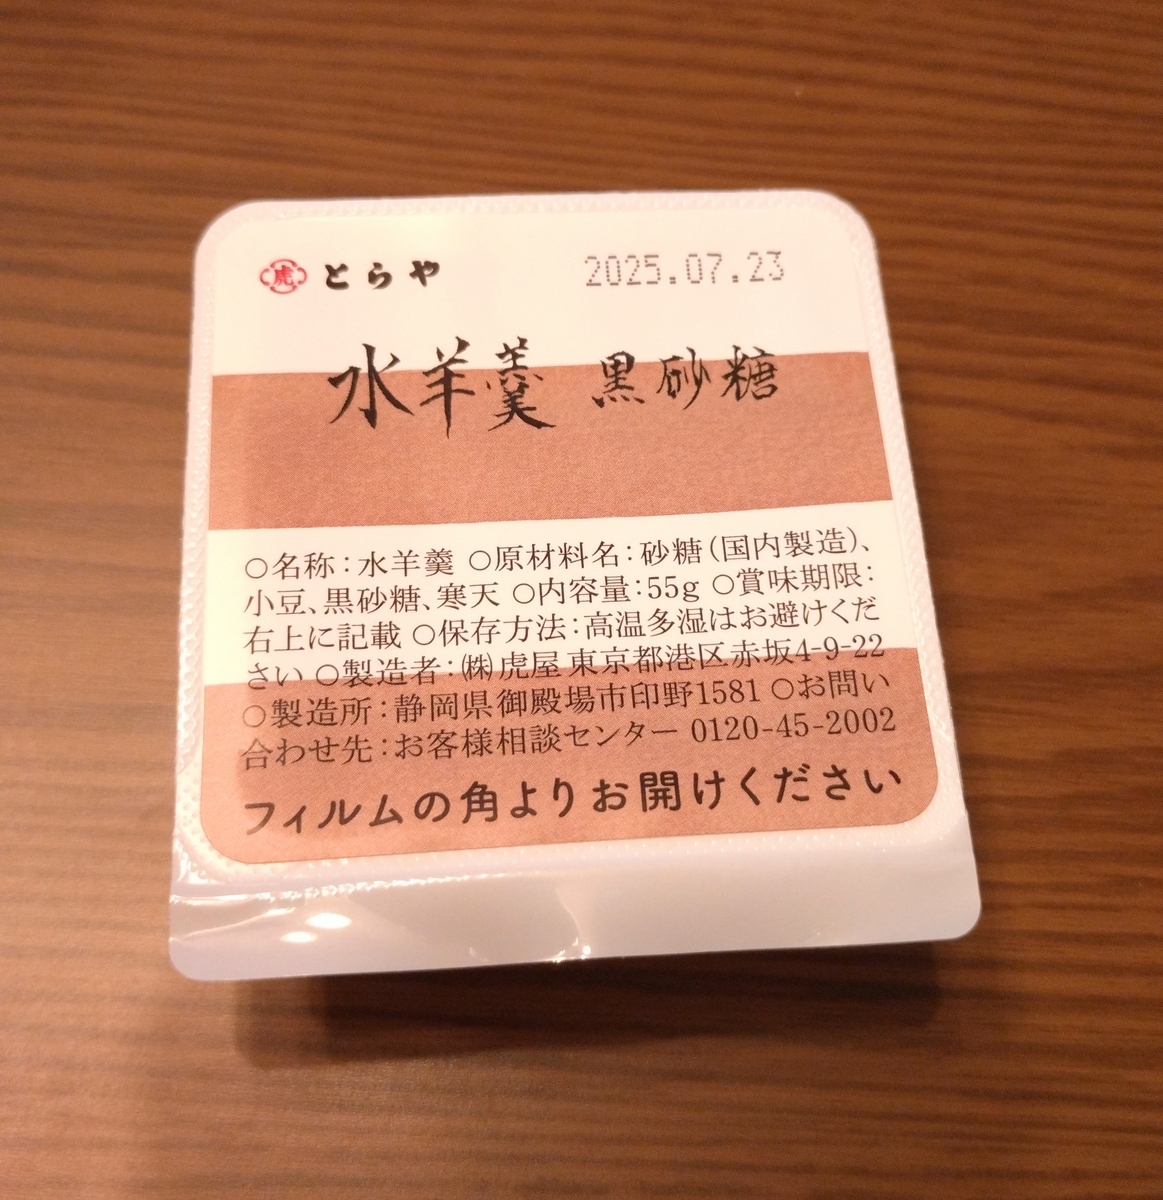 虎 とらや 2025.07.23
水羊羹 黒砂糖
○名称：水羊羹 ○原材料名：砂糖（国内製造）、
小豆、黒砂糖、寒天 ○内容量：55g ○賞味期限：
右上に記載 ○保存方法：高温多湿はお避けくだ
さい ○製造者：㈱虎屋 東京都港区赤坂4-9-22
○製造所：静岡県御殿場市印野1581 ○お問い
合わせ先：お客様相談センター 0120-45-2002
フィルムの角よりお開けください